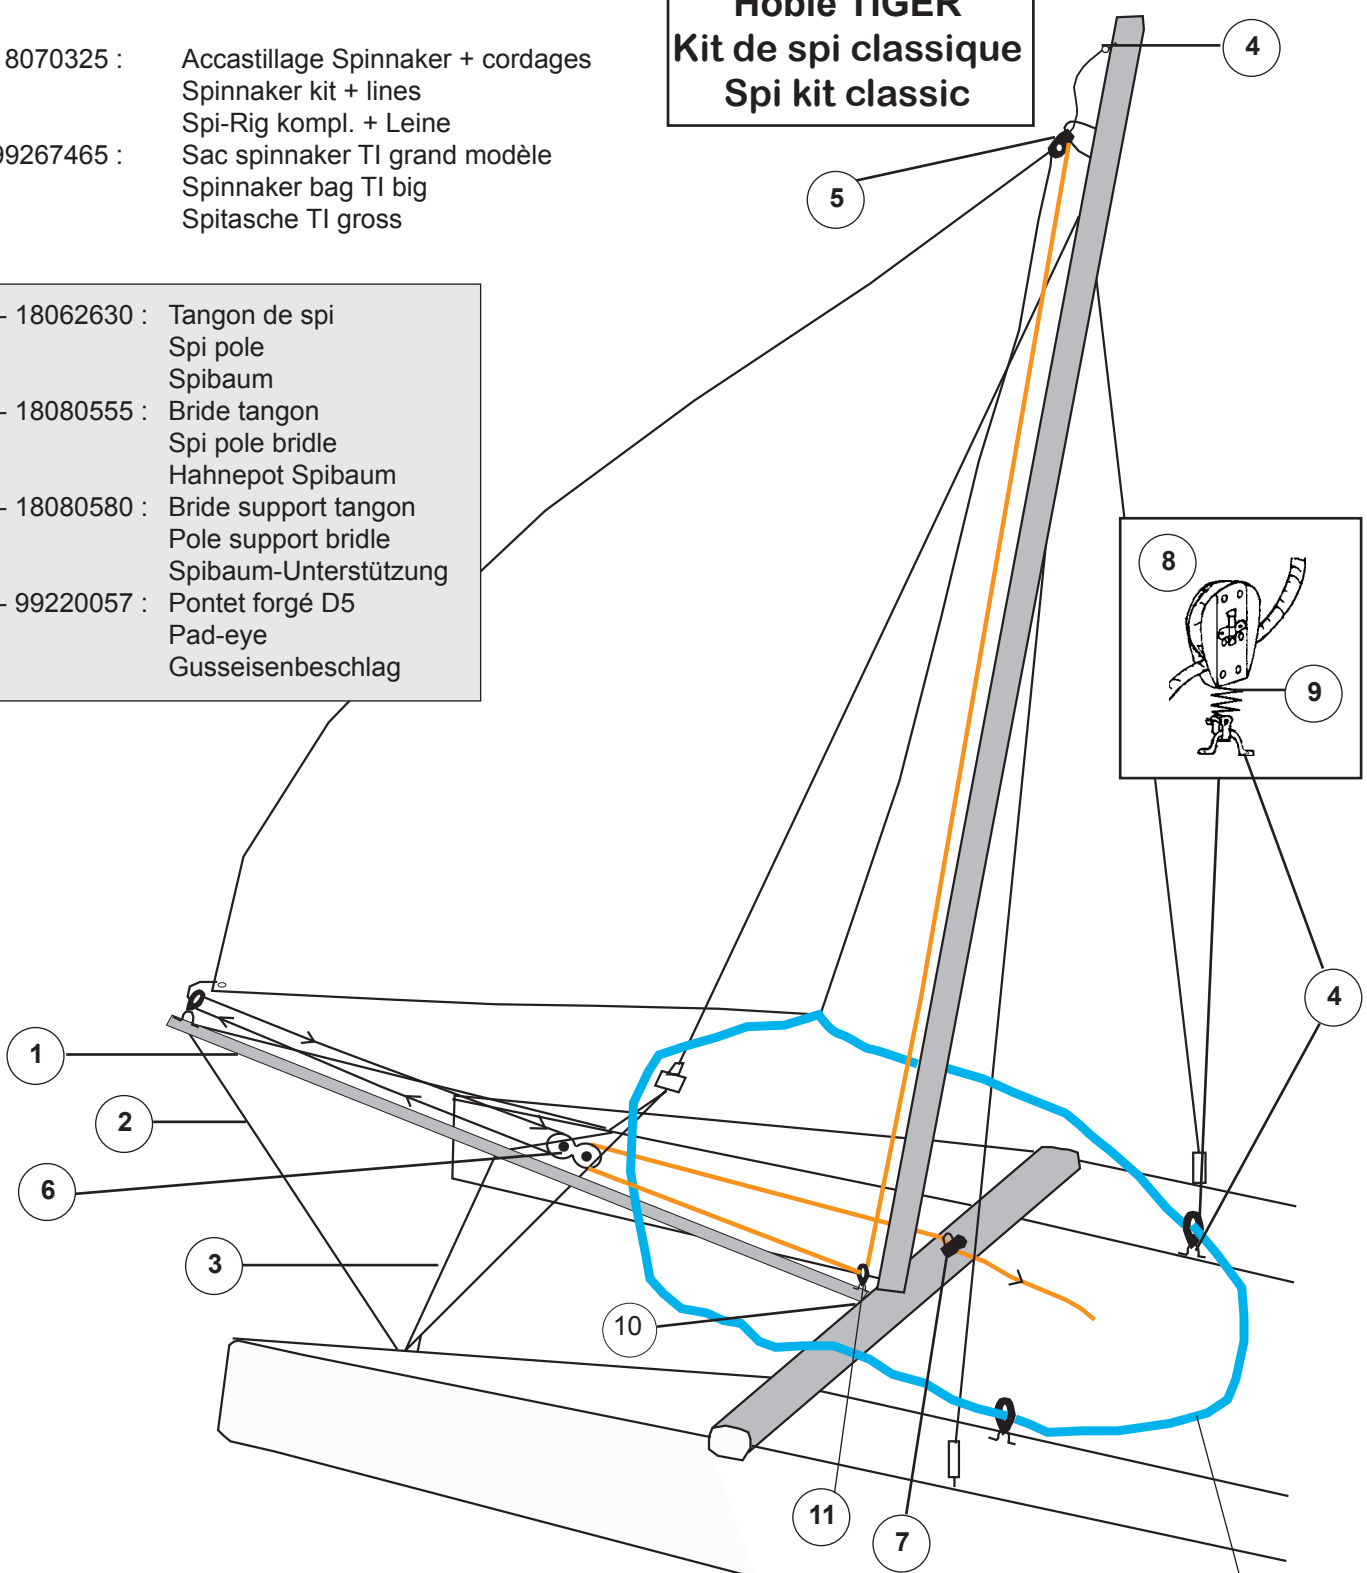 Hobie TIGER
Kit de spi classique
Spi kit classic
8070325 : Accastillage Spinnaker + cordages
Spinnaker kit + lines
Spi-Rig kompl. + Leine
99267465 : Sac spinnaker TI grand modèle
Spinnaker bag TI big
Spitasche TI gross
- 18062630 : Tangon de spi
Spi pole
Spibaum
- 18080555 : Bride tangon
Spi pole bridle
Hahnepot Spibaum
- 18080580 : Bride support tangon
Pole support bridle
Spibaum-Unterstützung
- 99220057 : Pontet forgé D5
Pad-eye
Gusseisenbeschlag
4
5
8
9
4
1
2
6
3
10
11
7